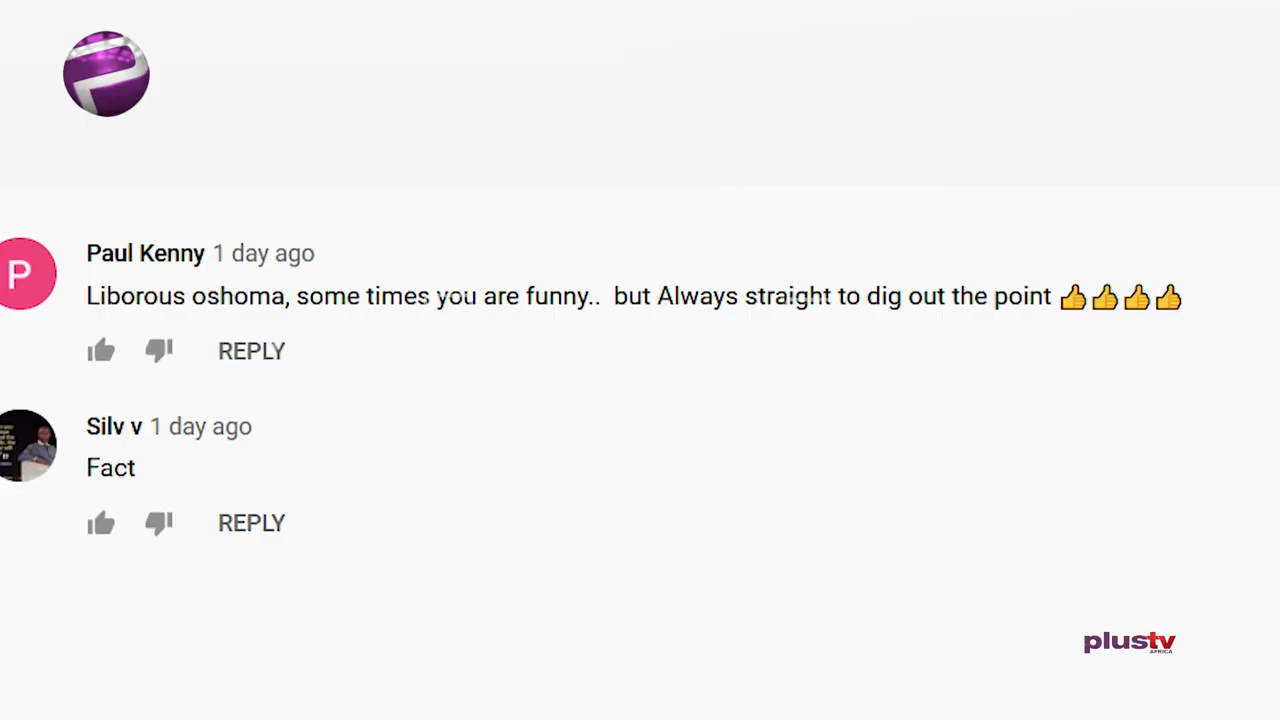 Paul Kenny 1 day ago
Liborous oshoma, some times you are funny.. but Always straight to dig out the point 👍👍👍👍
REPLY
Silv v 1 day ago
Fact
REPLY
P
plustv
AFRICA